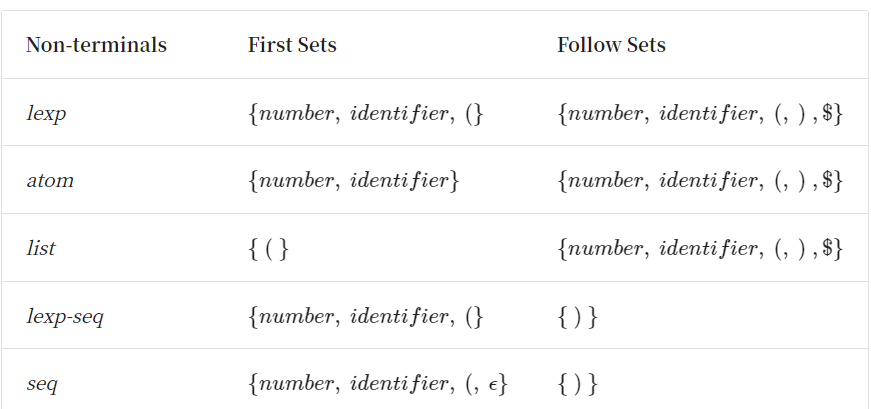 Non-terminals First Sets Follow Sets
lexp {number, identifier, (} {number, identifier, (, ) ,$}
atom {number, identifier} {number, identifier, (, ) ,$}
list { ( } {number, identifier, (, ) ,$}
lexp-seq {number, identifier, (} { ) }
seq {number, identifier, (, ϵ} { ) }